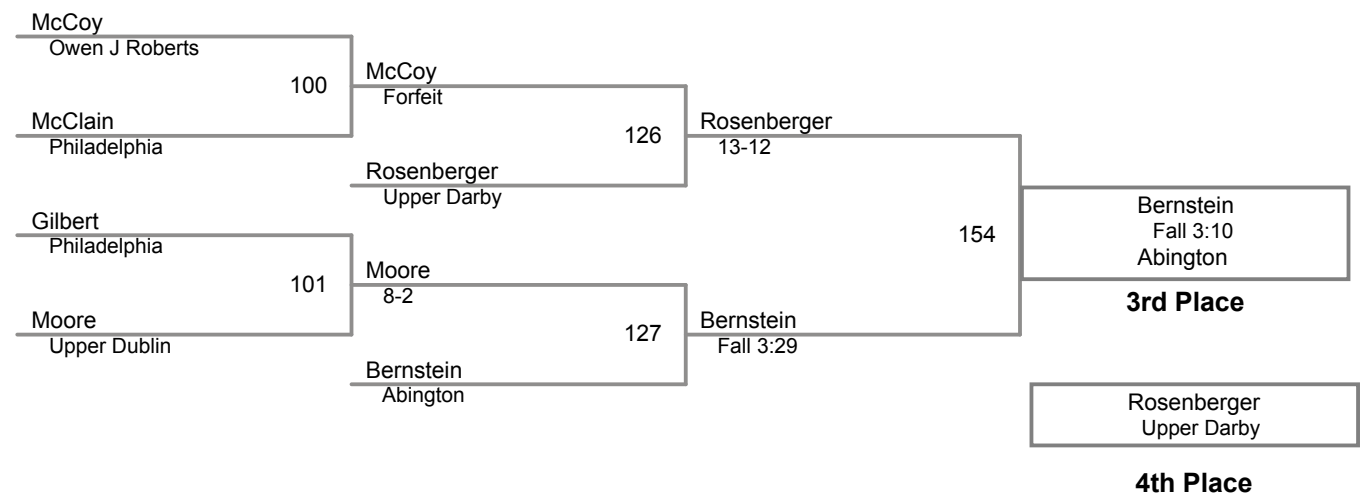 McCoy
Owen J Roberts
100
McCoy
Forfeit
McClain
Philadelphia
126
Rosenberger
13-12
Rosenberger
Upper Darby
Gilbert
Philadelphia
154
Bernstein
Fall 3:10
Abington
3rd Place
101
Moore
8-2
Moore
Upper Dublin
127
Bernstein
Fall 3:29
Bernstein
Abington
Rosenberger
Upper Darby
4th Place